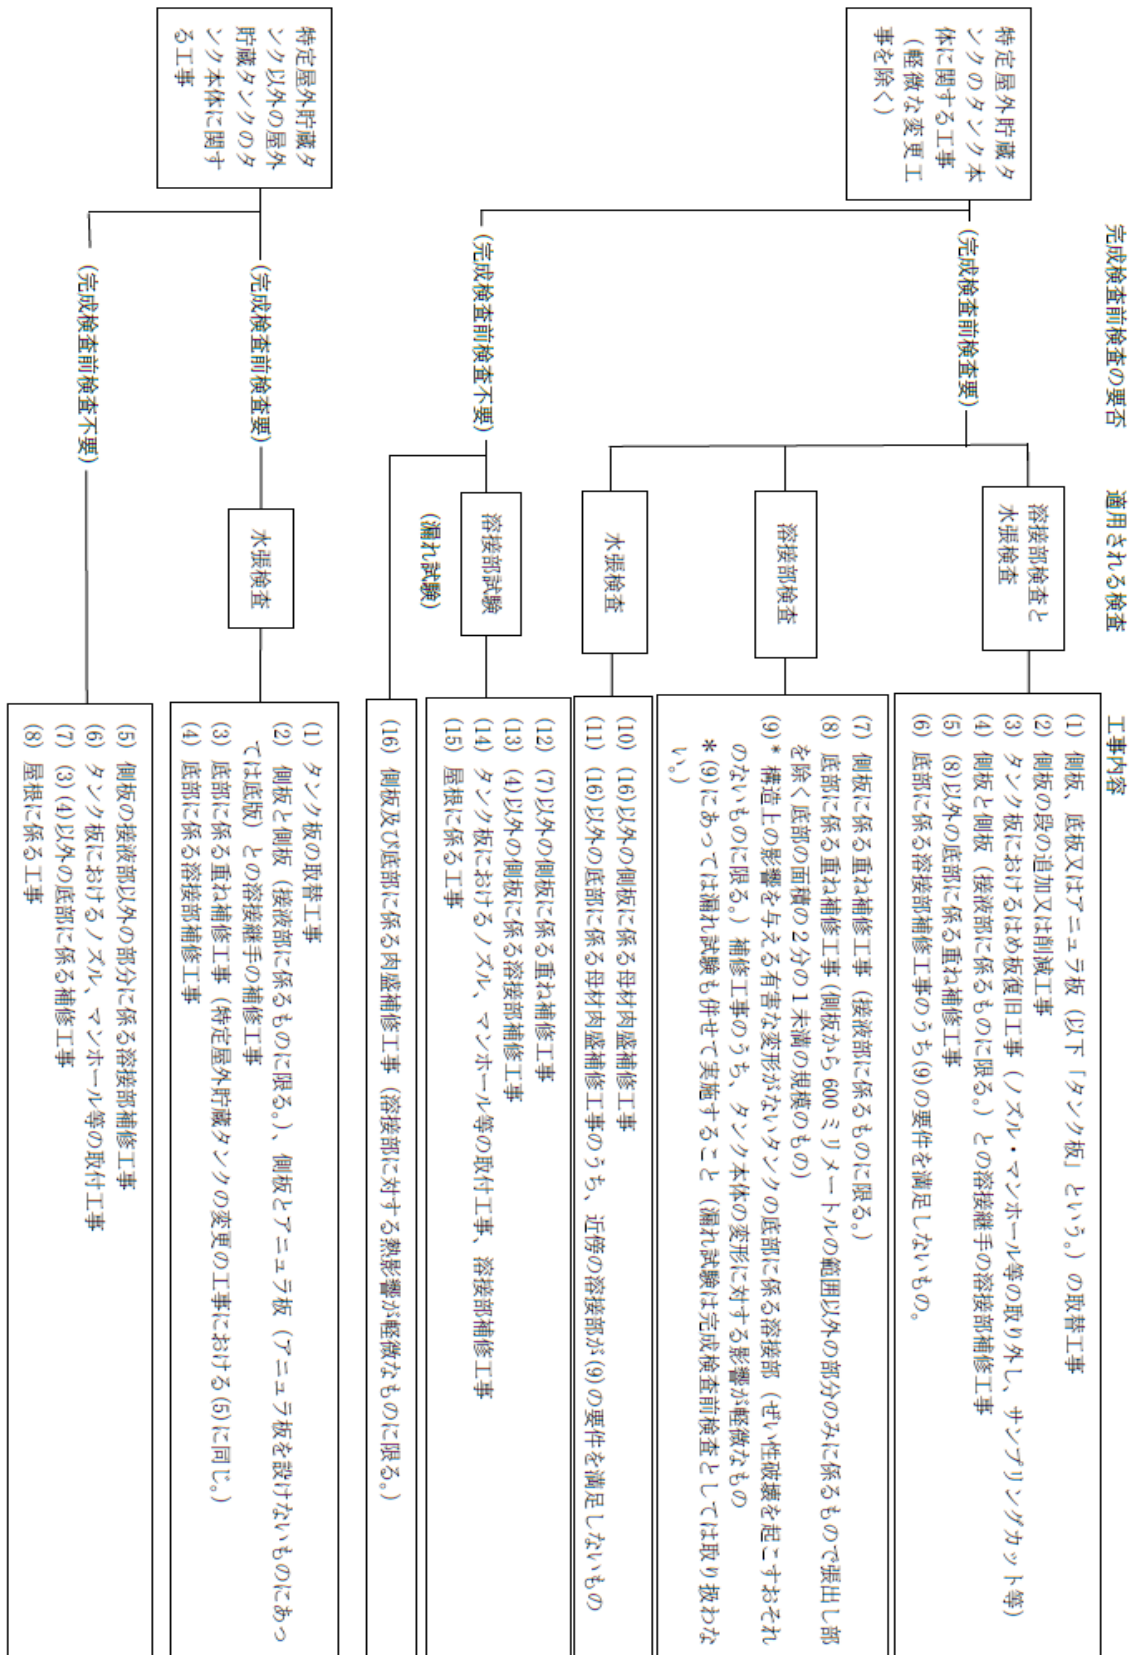 完成検査前検査の要否
適用される検査
工事内容
特定屋外貯蔵タ
ンクのタンク本
体に関する工事
(軽微な変更工
事を除く)
(完成検査前検査要)
溶接部検査と
水張検査
(1) 側板、底板又はアニュラ板(以下「タンク板」という。)の取替工事
(2) 側板の段の追加又は削減工事
(3) タンク板におけるはめ板復旧工事(ノズル・マンホール等の取り外し、サンプリングカット等)
(4) 側板と側板(接液部に係るものに限る。)との溶接継手の溶接部補修工事
(5) (8)以外の底部に係る重ね補修工事
(6) 底部に係る溶接部補修工事のうち(9)の要件を満足しないもの。
溶接部検査
(7) 側板に係る重ね補修工事(接液部に係るものに限る。)
(8) 底部に係る重ね補修工事(側板から600ミリメートルの範囲以外の部分のみに係るもので張出し部
を除く底部の面積の2分の1未満の規模のもの)
(9)* 構造上の影響を与える有害な変形がないタンクの底部に係る溶接部(ぜい性破壊を起こすおそれ
のないものに限る。)補修工事のうち、タンク本体の変形に対する影響が軽微なもの
*(9)にあっては漏れ試験も併せて実施すること(漏れ試験は完成検査前検査としては取り扱わな
い。)
水張検査
(10) (16)以外の側板に係る母材肉盛補修工事
(11) (16)以外の底部に係る母材肉盛補修工事のうち、近傍の溶接部が(9)の要件を満足しないもの
(完成検査前検査不要)
溶接部試験
(漏れ試験)
(12) (7)以外の側板に係る重ね補修工事
(13) (4)以外の側板に係る溶接部補修工事
(14) タンク板におけるノズル、マンホール等の取付工事、溶接部補修工事
(15) 屋根に係る工事
(16) 側板及び底部に係る肉盛補修工事(溶接部に対する熱影響が軽微なものに限る。)
特定屋外貯蔵タ
ンク以外の屋外
貯蔵タンクのタ
ンク本体に関す
る工事
(完成検査前検査要)
水張検査
(1) タンク板の取替工事
(2) 側板と側板(接液部に係るものに限る。)、側板とアニュラ板(アニュラ板を設けないものにあっ
ては底版)との溶接継手の補修工事
(3) 底部に係る重ね補修工事(特定屋外貯蔵タンクの変更の工事における(5)に同じ。)
(4) 底部に係る溶接部補修工事
(完成検査前検査不要)
(5) 側板の接液部以外の部分に係る溶接部補修工事
(6) タンク板におけるノズル、マンホール等の取付工事
(7) (3)(4)以外の底部に係る補修工事
(8) 屋根に係る工事